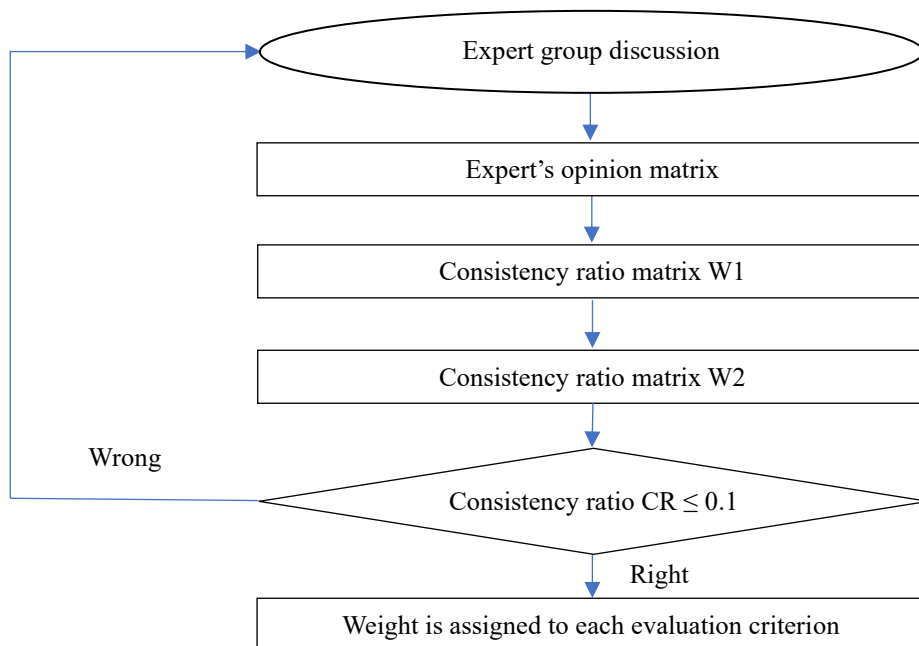 Expert group discussion
Expert’s opinion matrix
Consistency ratio matrix W1
Consistency ratio matrix W2
Wrong
Consistency ratio CR ≤ 0.1
Right
Weight is assigned to each evaluation criterion